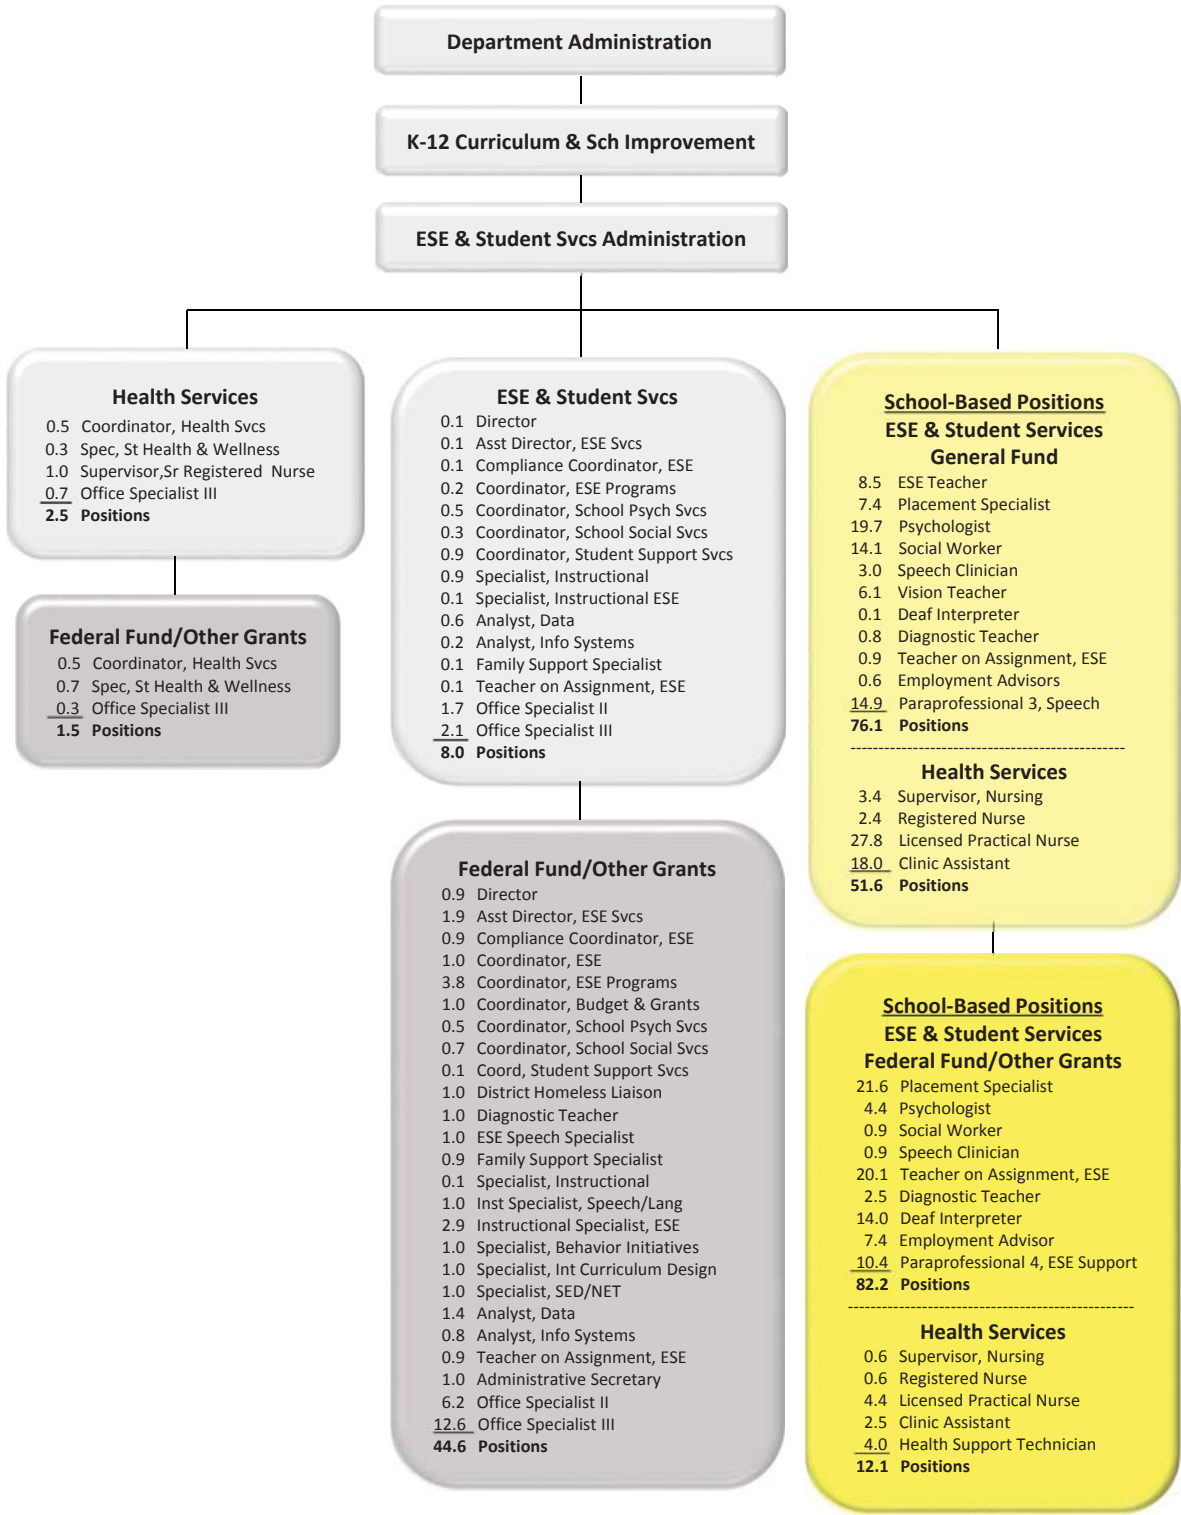 Department Administration
K-12 Curriculum & Sch Improvement
ESE & Student Svcs Administration
Health Services
0.5 Coordinator, Health Svcs
0.3 Spec, St Health & Wellness
1.0 Supervisor,Sr Registered Nurse
0.7 Office Specialist III
2.5 Positions
Federal Fund/Other Grants
0.5 Coordinator, Health Svcs
0.7 Spec, St Health & Wellness
0.3 Office Specialist III
1.5 Positions
ESE & Student Svcs
0.1 Director
0.1 Asst Director, ESE Svcs
0.1 Compliance Coordinator, ESE
0.2 Coordinator, ESE Programs
0.5 Coordinator, School Psych Svcs
0.3 Coordinator, School Social Svcs
0.9 Coordinator, Student Support Svcs
0.9 Specialist, Instructional
0.1 Specialist, Instructional ESE
0.6 Analyst, Data
0.2 Analyst, Info Systems
0.1 Family Support Specialist
0.1 Teacher on Assignment, ESE
1.7 Office Specialist II
2.1 Office Specialist III
8.0 Positions
Federal Fund/Other Grants
0.9 Director
1.9 Asst Director, ESE Svcs
0.9 Compliance Coordinator, ESE
1.0 Coordinator, ESE
3.8 Coordinator, ESE Programs
1.0 Coordinator, Budget & Grants
0.5 Coordinator, School Psych Svcs
0.7 Coordinator, School Social Svcs
0.1 Coord, Student Support Svcs
1.0 District Homeless Liaison
1.0 Diagnostic Teacher
1.0 ESE Speech Specialist
0.9 Family Support Specialist
0.1 Specialist, Instructional
1.0 Inst Specialist, Speech/Lang
2.9 Instructional Specialist, ESE
1.0 Specialist, Behavior Initiatives
1.0 Specialist, Int Curriculum Design
1.0 Specialist, SED/NET
1.4 Analyst, Data
0.8 Analyst, Info Systems
0.9 Teacher on Assignment, ESE
1.0 Administrative Secretary
6.2 Office Specialist II
12.6 Office Specialist III
44.6 Positions
School-Based Positions
ESE & Student Services
General Fund
8.5 ESE Teacher
7.4 Placement Specialist
19.7 Psychologist
14.1 Social Worker
3.0 Speech Clinician
6.1 Vision Teacher
0.1 Deaf Interpreter
0.8 Diagnostic Teacher
0.9 Teacher on Assignment, ESE
0.6 Employment Advisors
14.9 Paraprofessional 3, Speech
76.1 Positions
Health Services
3.4 Supervisor, Nursing
2.4 Registered Nurse
27.8 Licensed Practical Nurse
18.0 Clinic Assistant
51.6 Positions
School-Based Positions
ESE & Student Services
Federal Fund/Other Grants
21.6 Placement Specialist
4.4 Psychologist
0.9 Social Worker
0.9 Speech Clinician
20.1 Teacher on Assignment, ESE
2.5 Diagnostic Teacher
14.0 Deaf Interpreter
7.4 Employment Advisor
10.4 Paraprofessional 4, ESE Support
82.2 Positions
Health Services
0.6 Supervisor, Nursing
0.6 Registered Nurse
4.4 Licensed Practical Nurse
2.5 Clinic Assistant
4.0 Health Support Technician
12.1 Positions